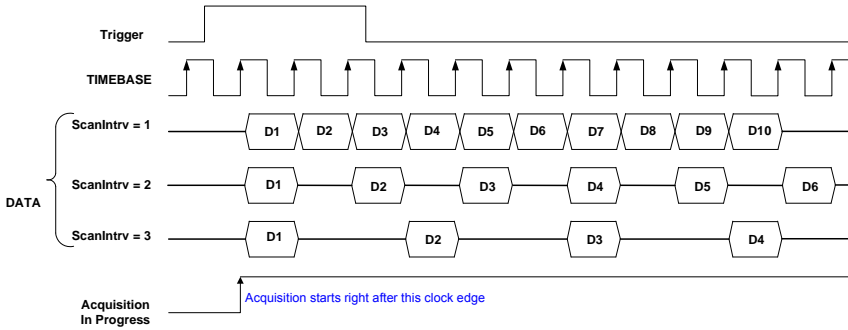 Trigger
TIMEBASE
ScanIntrv = 1
D1 D2 D3 D4 D5 D6 D7 D8 D9 D10
DATA
ScanIntrv = 2
D1 D2 D3 D4 D5 D6
ScanIntrv = 3
D1 D2 D3 D4
Acquisition
In Progress
Acquisition starts right after this clock edge